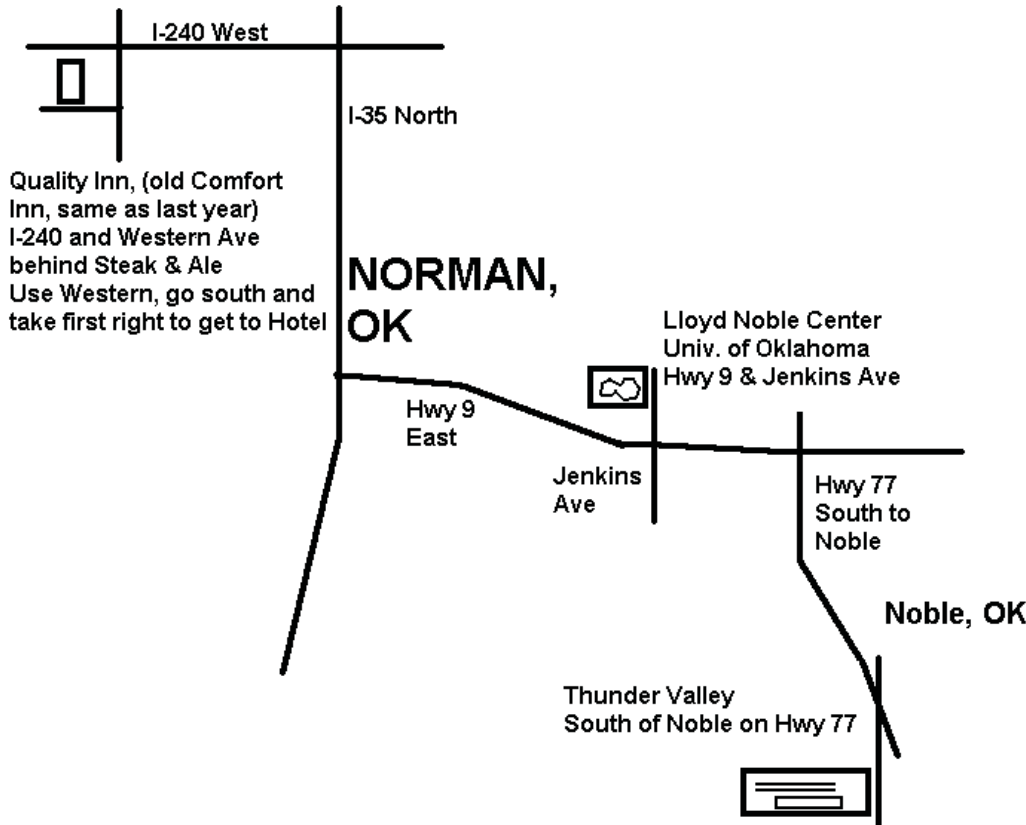 I-240 West
I-35 North
Quality Inn, (old Comfort
Inn, same as last year)
I-240 and Western Ave
behind Steak & Ale
Use Western, go south and
take first right to get to Hotel
NORMAN,
OK
Lloyd Noble Center
Univ. of Oklahoma
Hwy 9 & Jenkins Ave
Hwy 9
East
Jenkins
Ave
Hwy 77
South to
Noble
Noble, OK
Thunder Valley
South of Noble on Hwy 77